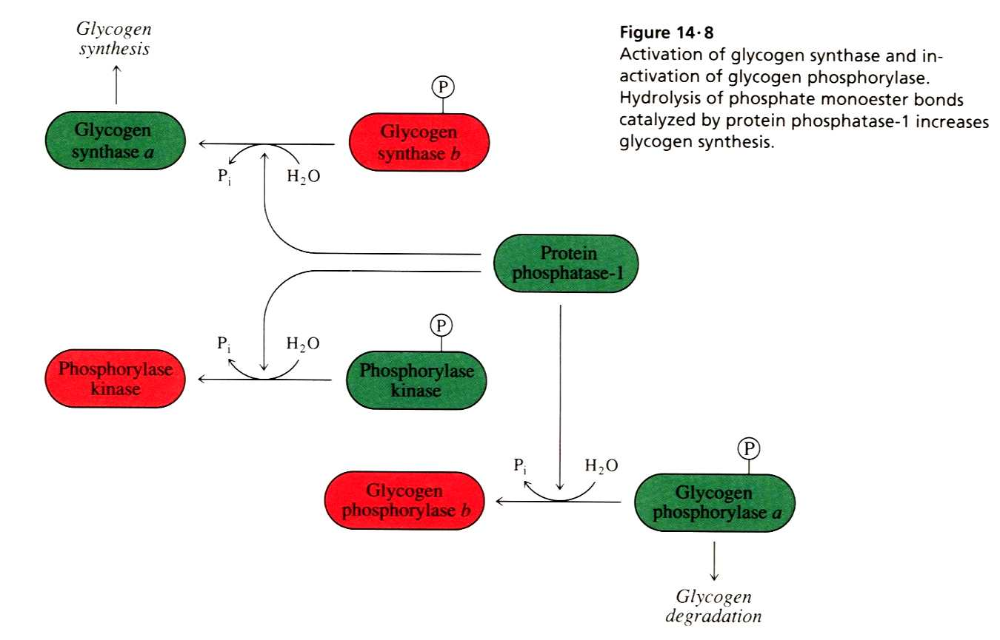 Glycogen
synthesis
Figure 14·8
Activation of glycogen synthase and in-
activation of glycogen phosphorylase.
Hydrolysis of phosphate monoester bonds
catalyzed by protein phosphatase-1 increases
glycogen synthesis.
P
Glycogen
synthase a
Glycogen
synthase b
Pi
H2O
Protein
phosphatase-1
P
Pi
H2O
Phosphorylase
kinase
Phosphorylase
kinase
P
Pi
H2O
Glycogen
phosphorylase b
Glycogen
phosphorylase a
Glycogen
degradation